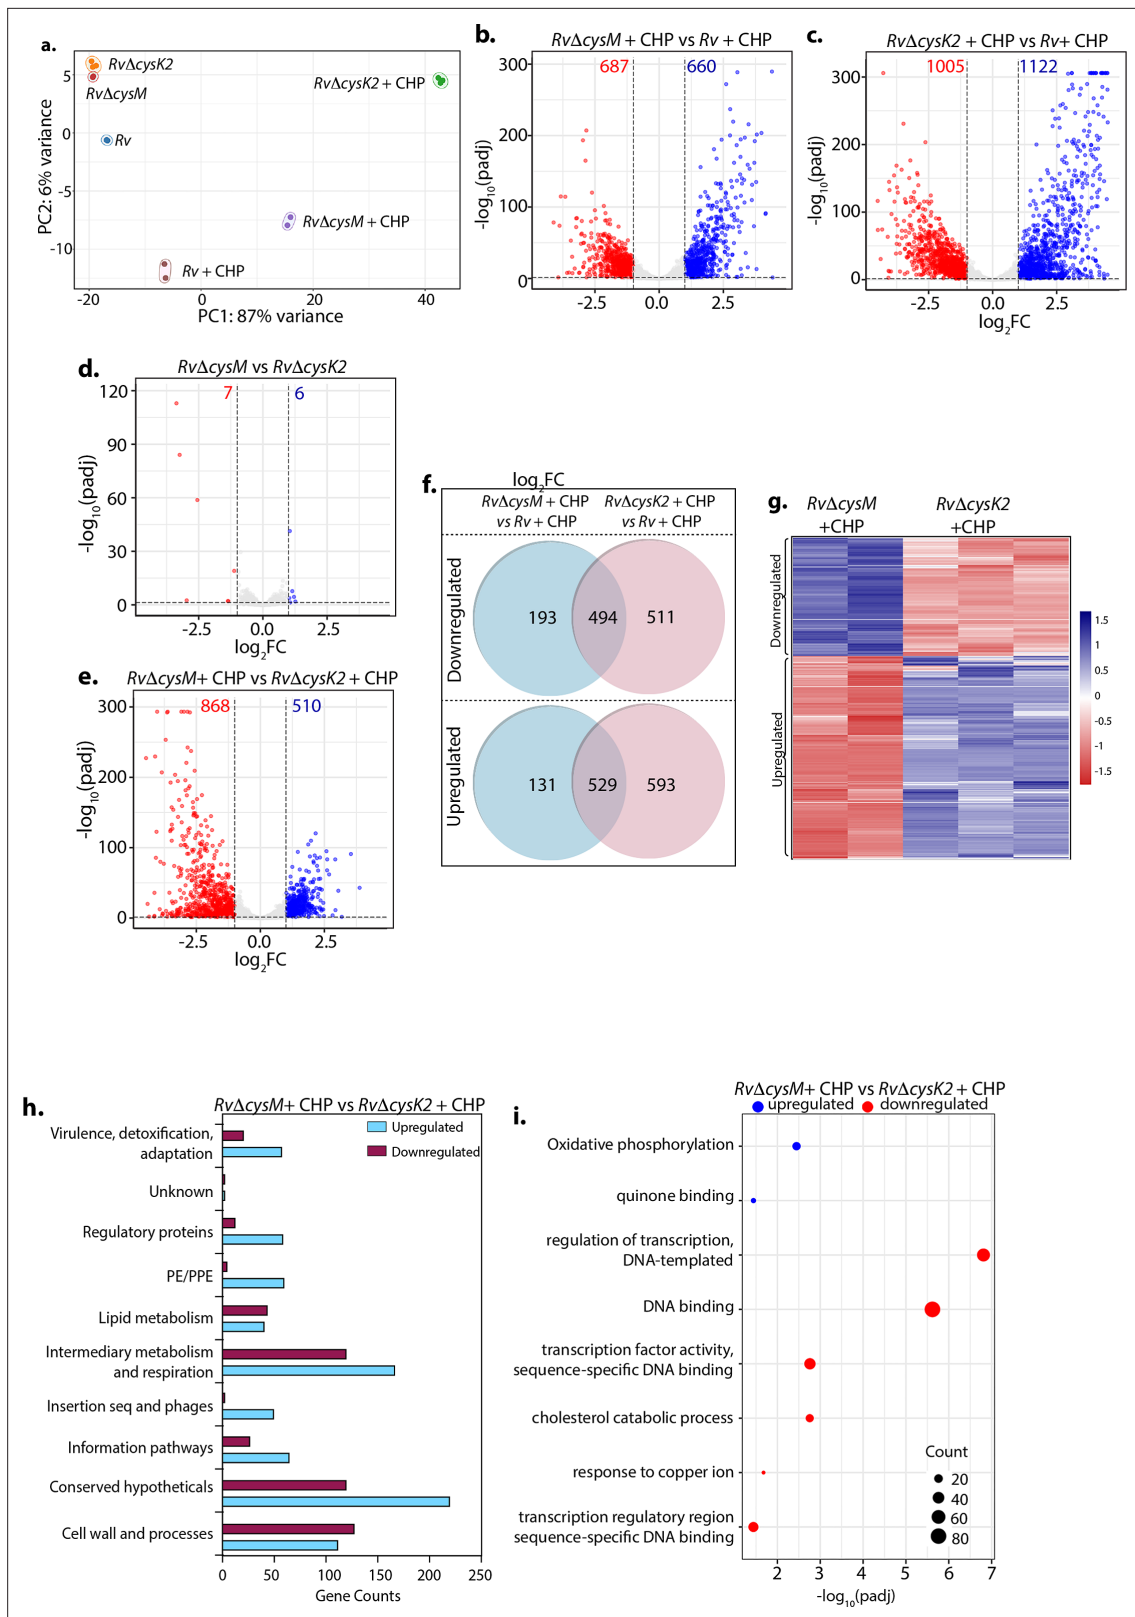 a.
PC2: 6% variance
5
0
-5
-10
RvΔcysK2
RvΔcysM
Rv
RvΔcysK2 + CHP
RvΔcysM + CHP
Rv + CHP
-20 0 20 40
PC1: 87% variance
b.
RvΔcysM + CHP vs Rv + CHP
687 660
-log10(padj)
300
200
100
0
-2.5 0.0 2.5
c.
RvΔcysK2 + CHP vs Rv+ CHP
1005 1122
-log10(padj)
300
200
100
0
-2.5 0.0 2.5
log2FC
d.
RvΔcysM vs RvΔcysK2
7 6
-log10(padj)
120
90
60
30
0
-2.5 0.0 2.5
log2FC
e.
RvΔcysM+ CHP vs RvΔcysK2 + CHP
868 510
-log10(padj)
300
200
100
0
-2.5 0.0 2.5
log2FC
f.
log2FC
RvΔcysM + CHP
vs Rv + CHP
RvΔcysK2 + CHP
vs Rv + CHP
Downregulated
193 494 511
Upregulated
131 529 593
g.
RvΔcysM
+CHP
RvΔcysK2
+CHP
Downregulated
Upregulated
1.5
1
0.5
0
-0.5
-1
-1.5
h.
RvΔcysM+ CHP vs RvΔcysK2 + CHP
Upregulated
Downregulated
Virulence, detoxification,
adaptation
Unknown
Regulatory proteins
PE/PPE
Lipid metabolism
Intermediary metabolism
and respiration
Insertion seq and phages
Information pathways
Conserved hypotheticals
Cell wall and processes
0 50 100 150 200 250
Gene Counts
i.
RvΔcysM+ CHP vs RvΔcysK2 + CHP
upregulated downregulated
Oxidative phosphorylation
quinone binding
regulation of transcription,
DNA-templated
DNA binding
transcription factor activity,
sequence-specific DNA binding
cholesterol catabolic process
response to copper ion
transcription regulatory region
sequence-specific DNA binding
Count
20
40
60
80
2 3 4 5 6 7
-log10(padj)